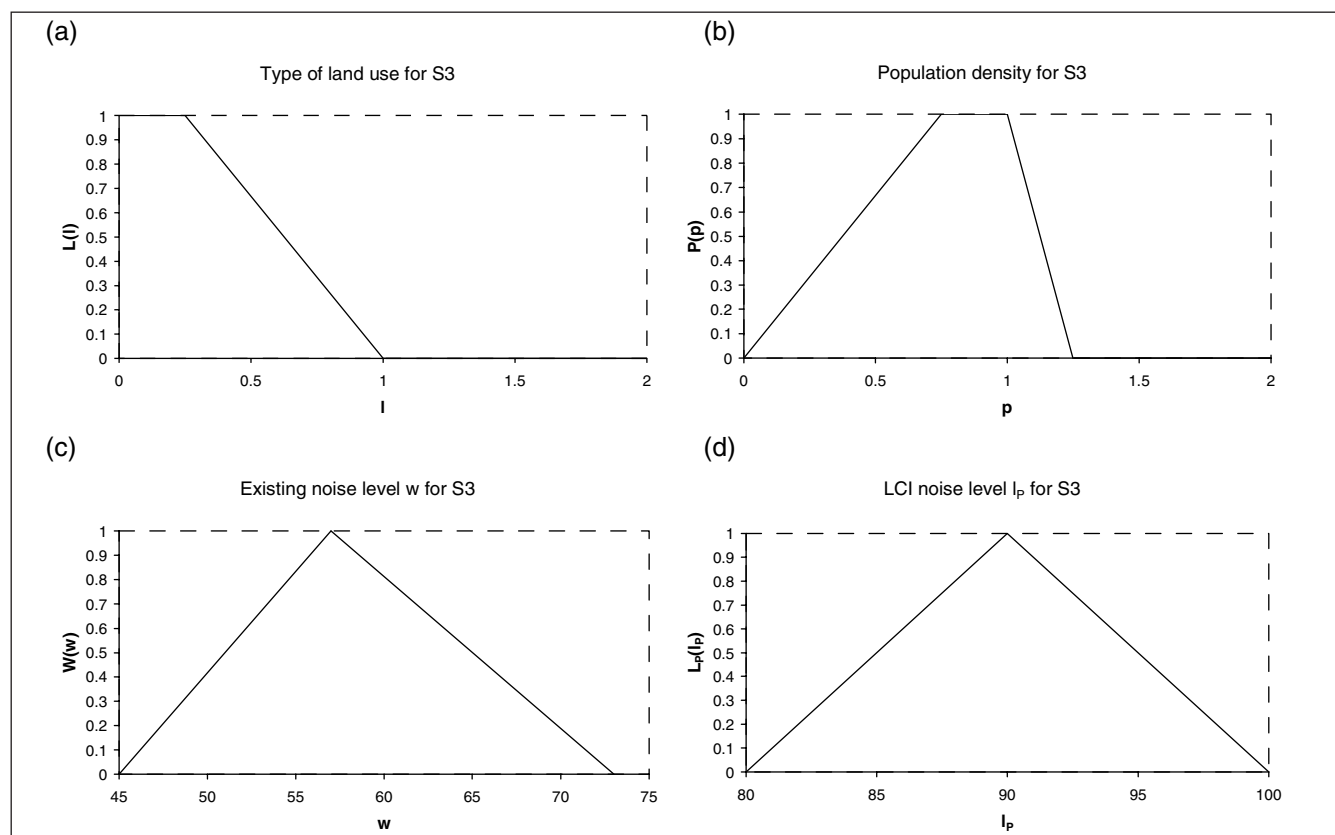 (a)
Type of land use for S3
L(l)
1
0.9
0.8
0.7
0.6
0.5
0.4
0.3
0.2
0.1
0
0 0.5 1 1.5 2
l
(b)
Population density for S3
P(p)
1
0.9
0.8
0.7
0.6
0.5
0.4
0.3
0.2
0.1
0
0 0.5 1 1.5 2
p
(c)
Existing noise level w for S3
W(w)
1
0.9
0.8
0.7
0.6
0.5
0.4
0.3
0.2
0.1
0
45 50 55 60 65 70 75
w
(d)
LCI noise level lP for S3
LP(lP)
1
0.9
0.8
0.7
0.6
0.5
0.4
0.3
0.2
0.1
0
80 85 90 95 100
lP